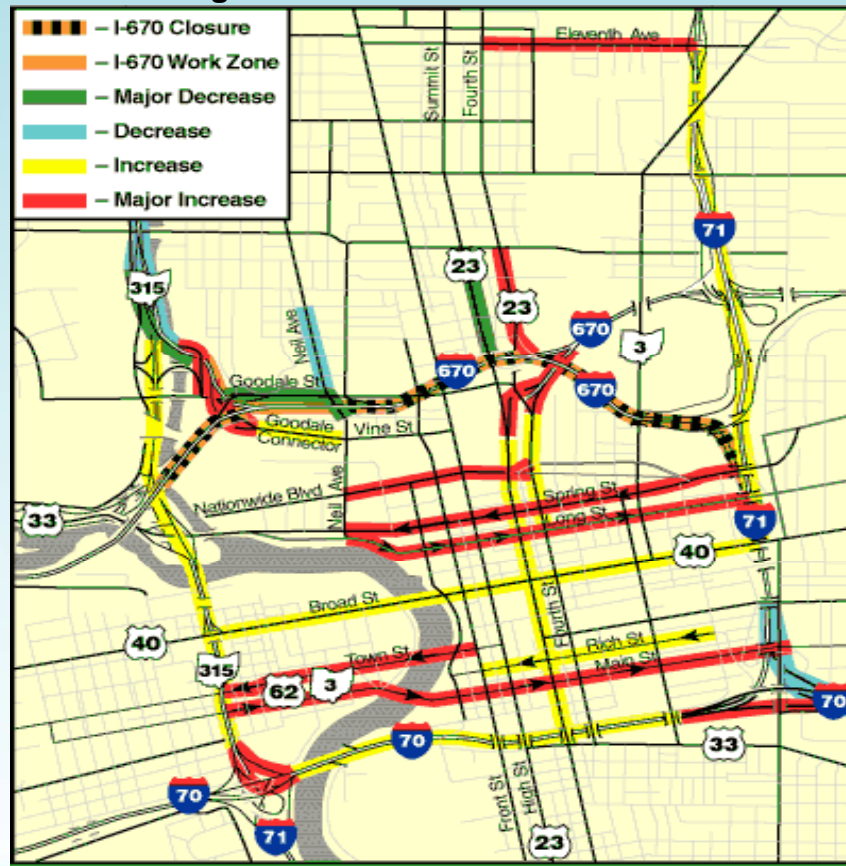 – I-670 Closure
– I-670 Work Zone
– Major Decrease
– Decrease
– Increase
– Major Increase
Eleventh Ave
Summit St
Fourth St
71
23
315
23
670
3
Neil Ave
670
670
Goodale St
Goodale
Connector
Vine St
Neil Ave
Nationwide Blvd
Spring St
33
Long St
71
40
Broad St
40
Fourth St
Rich St
Town St
Main St
315
62
3
70
70
33
70
Front St
High St
71
23